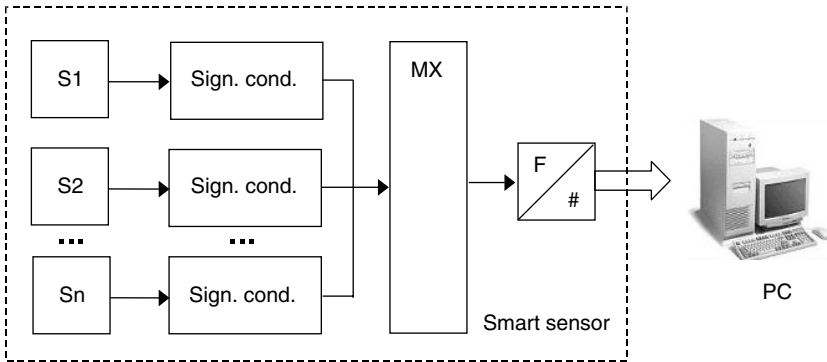 S1
Sign. cond.
MX
S2
Sign. cond.
F
#
...
...
Sn
Sign. cond.
Smart sensor
PC